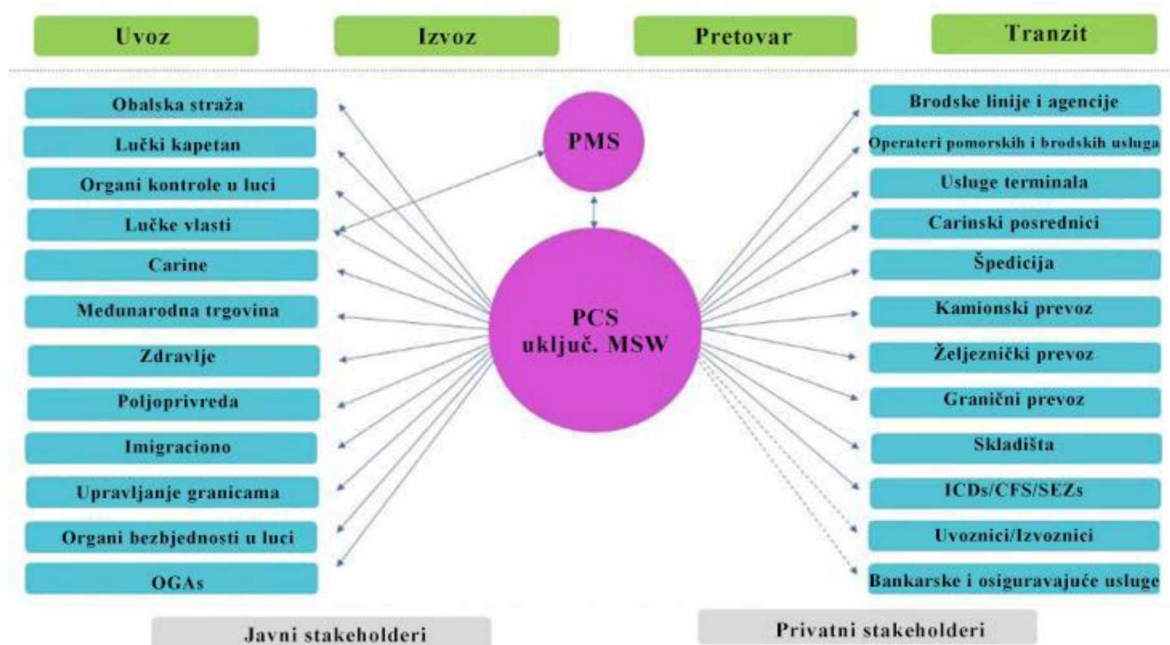 Uvoz
Izvoz
Pretovar
Tranzit
Obalska straža
Lučki kapetan
Organi kontrole u luci
Lučke vlasti
Carine
Međunarodna trgovina
Zdravlje
Poljoprivreda
Imigraciono
Upravljanje granicama
Organi bezbjednosti u luci
OGAs
PMS
PCS
uključ. MSW
Brodske linije i agencije
Operateri pomorskih i brodskih usluga
Usluge terminala
Carinski posrednici
Špedicija
Kamionski prevoz
Željeznički prevoz
Granični prevoz
Skladišta
ICDs/CFS/SEZs
Uvoznici/Izvoznici
Bankarske i osiguravajuće usluge
Javni stakeholderi
Privatni stakeholderi